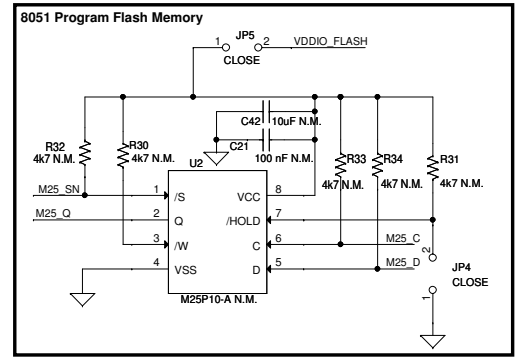 8051 Program Flash Memory
JP5
1 2 VDDIO_FLASH
CLOSE
C42 10uF N.M.
C21
100 nF N.M.
R32
4k7 N.M.
R30
4k7 N.M.
R33
4k7 N.M.
R34
4k7 N.M.
R31
4k7 N.M.
U2
M25_SN 1 /S VCC 8
M25_Q 2 Q /HOLD 7
3 /W C 6 M25_C
4 VSS D 5 M25_D
M25P10-A N.M.
2
JP4
CLOSE
1